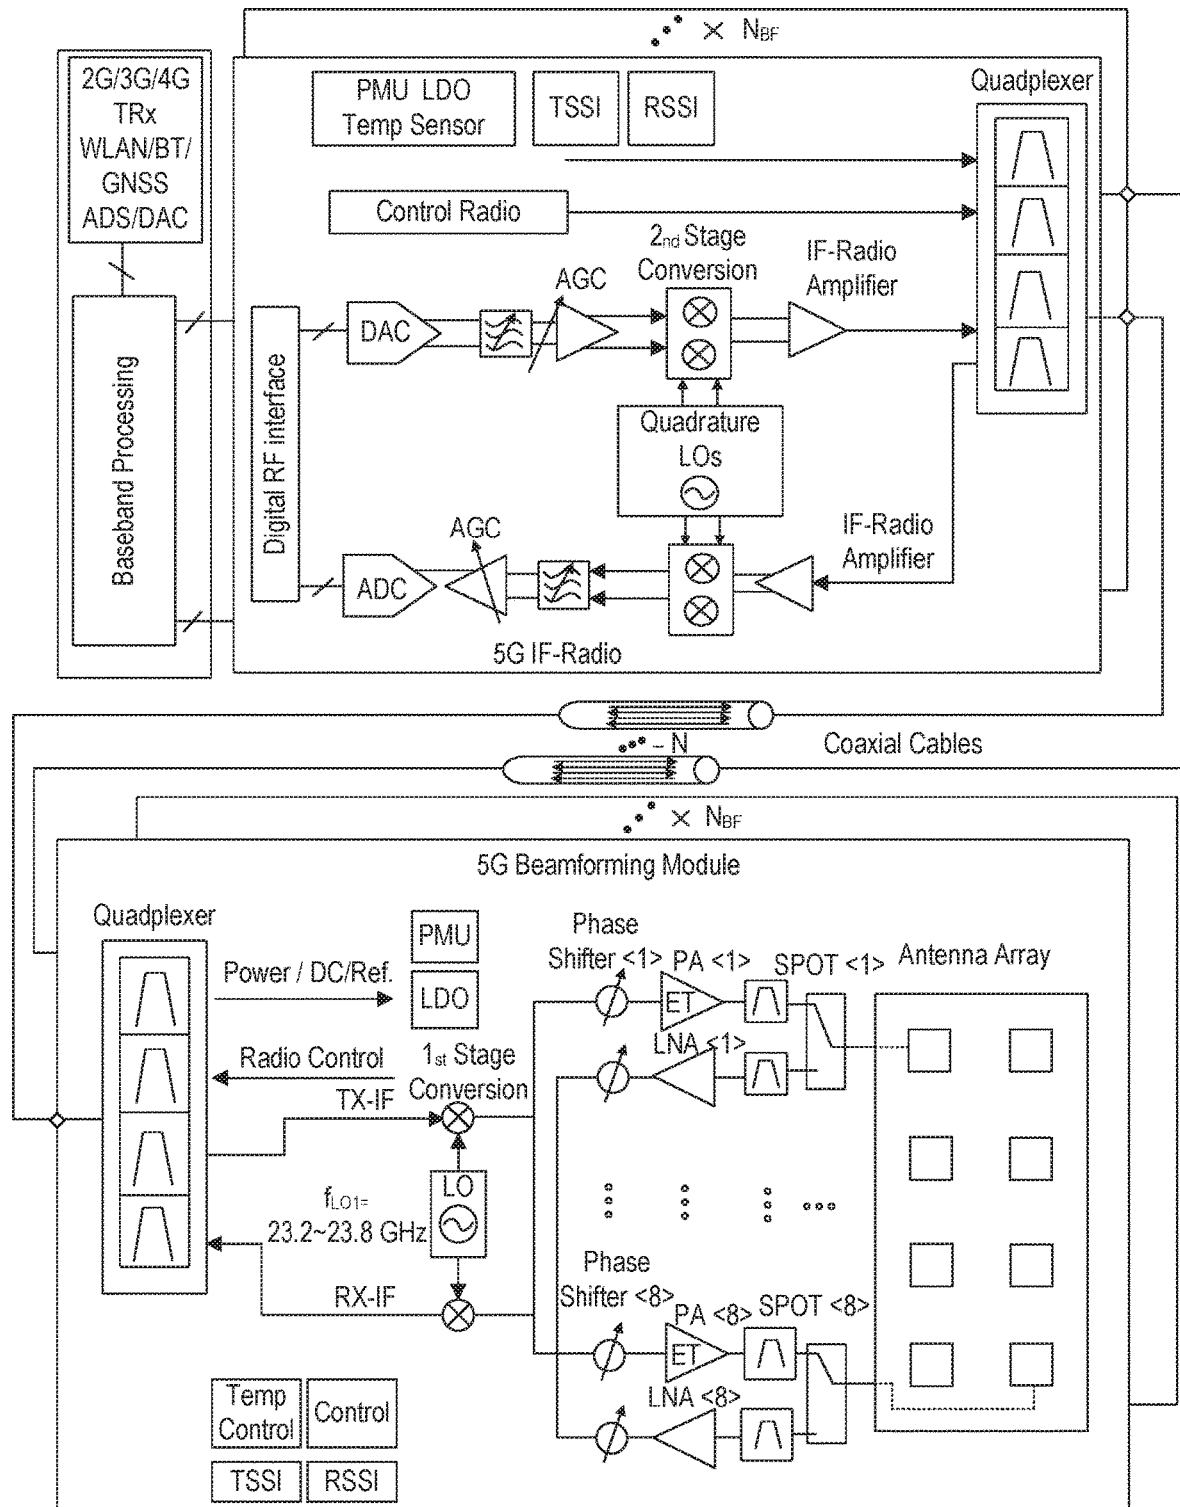 × NBF
2G/3G/4G
TRx
WLAN/BT/
GNSS
ADS/DAC
Baseband Processing
PMU LDO
Temp Sensor
TSSI
RSSI
Quadplexer
Control Radio
2nd Stage
Conversion
IF-Radio
Amplifier
AGC
DAC
Digital RF interface
Quadrature
LOs
AGC
IF-Radio
Amplifier
ADC
5G IF-Radio
– N
Coaxial Cables
× NBF
5G Beamforming Module
Quadplexer
PMU
LDO
Power / DC/Ref.
Radio Control
TX-IF
1st Stage
Conversion
LO
fLO1=
23.2~23.8 GHz
RX-IF
Phase
Shifter <1>
PA <1>
SPOT <1>
Antenna Array
ET
LNA <1>
Phase
Shifter <8>
PA <8>
SPOT <8>
ET
LNA <8>
Temp
Control
Control
TSSI
RSSI